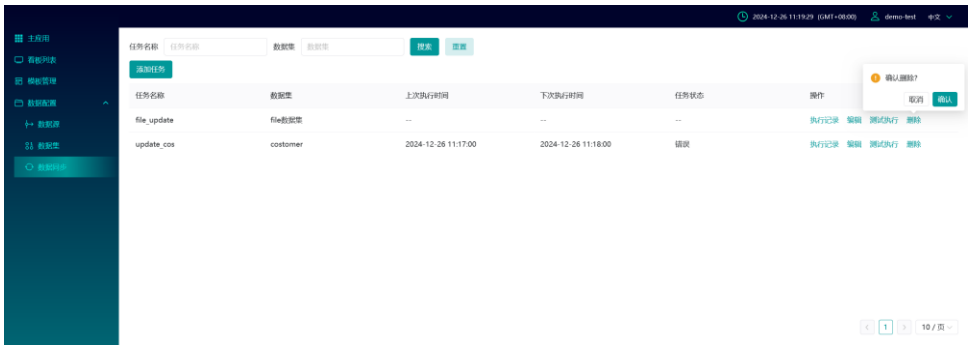 2024-12-26 11:19:29 (GMT+08:00) demo-test 中文
主应用
看板列表
模板管理
数据配置
数据源
数据集
数据同步
任务名称 任务名称 数据集 数据集 搜索 重置
添加任务
确认删除?
取消 确认
任务名称 数据集 上次执行时间 下次执行时间 任务状态 操作
file_update file数据集 -- -- -- 执行记录 编辑 测试执行 删除
update_cos costomer 2024-12-26 11:17:00 2024-12-26 11:18:00 错误 执行记录 编辑 测试执行 删除
1 10 / 页